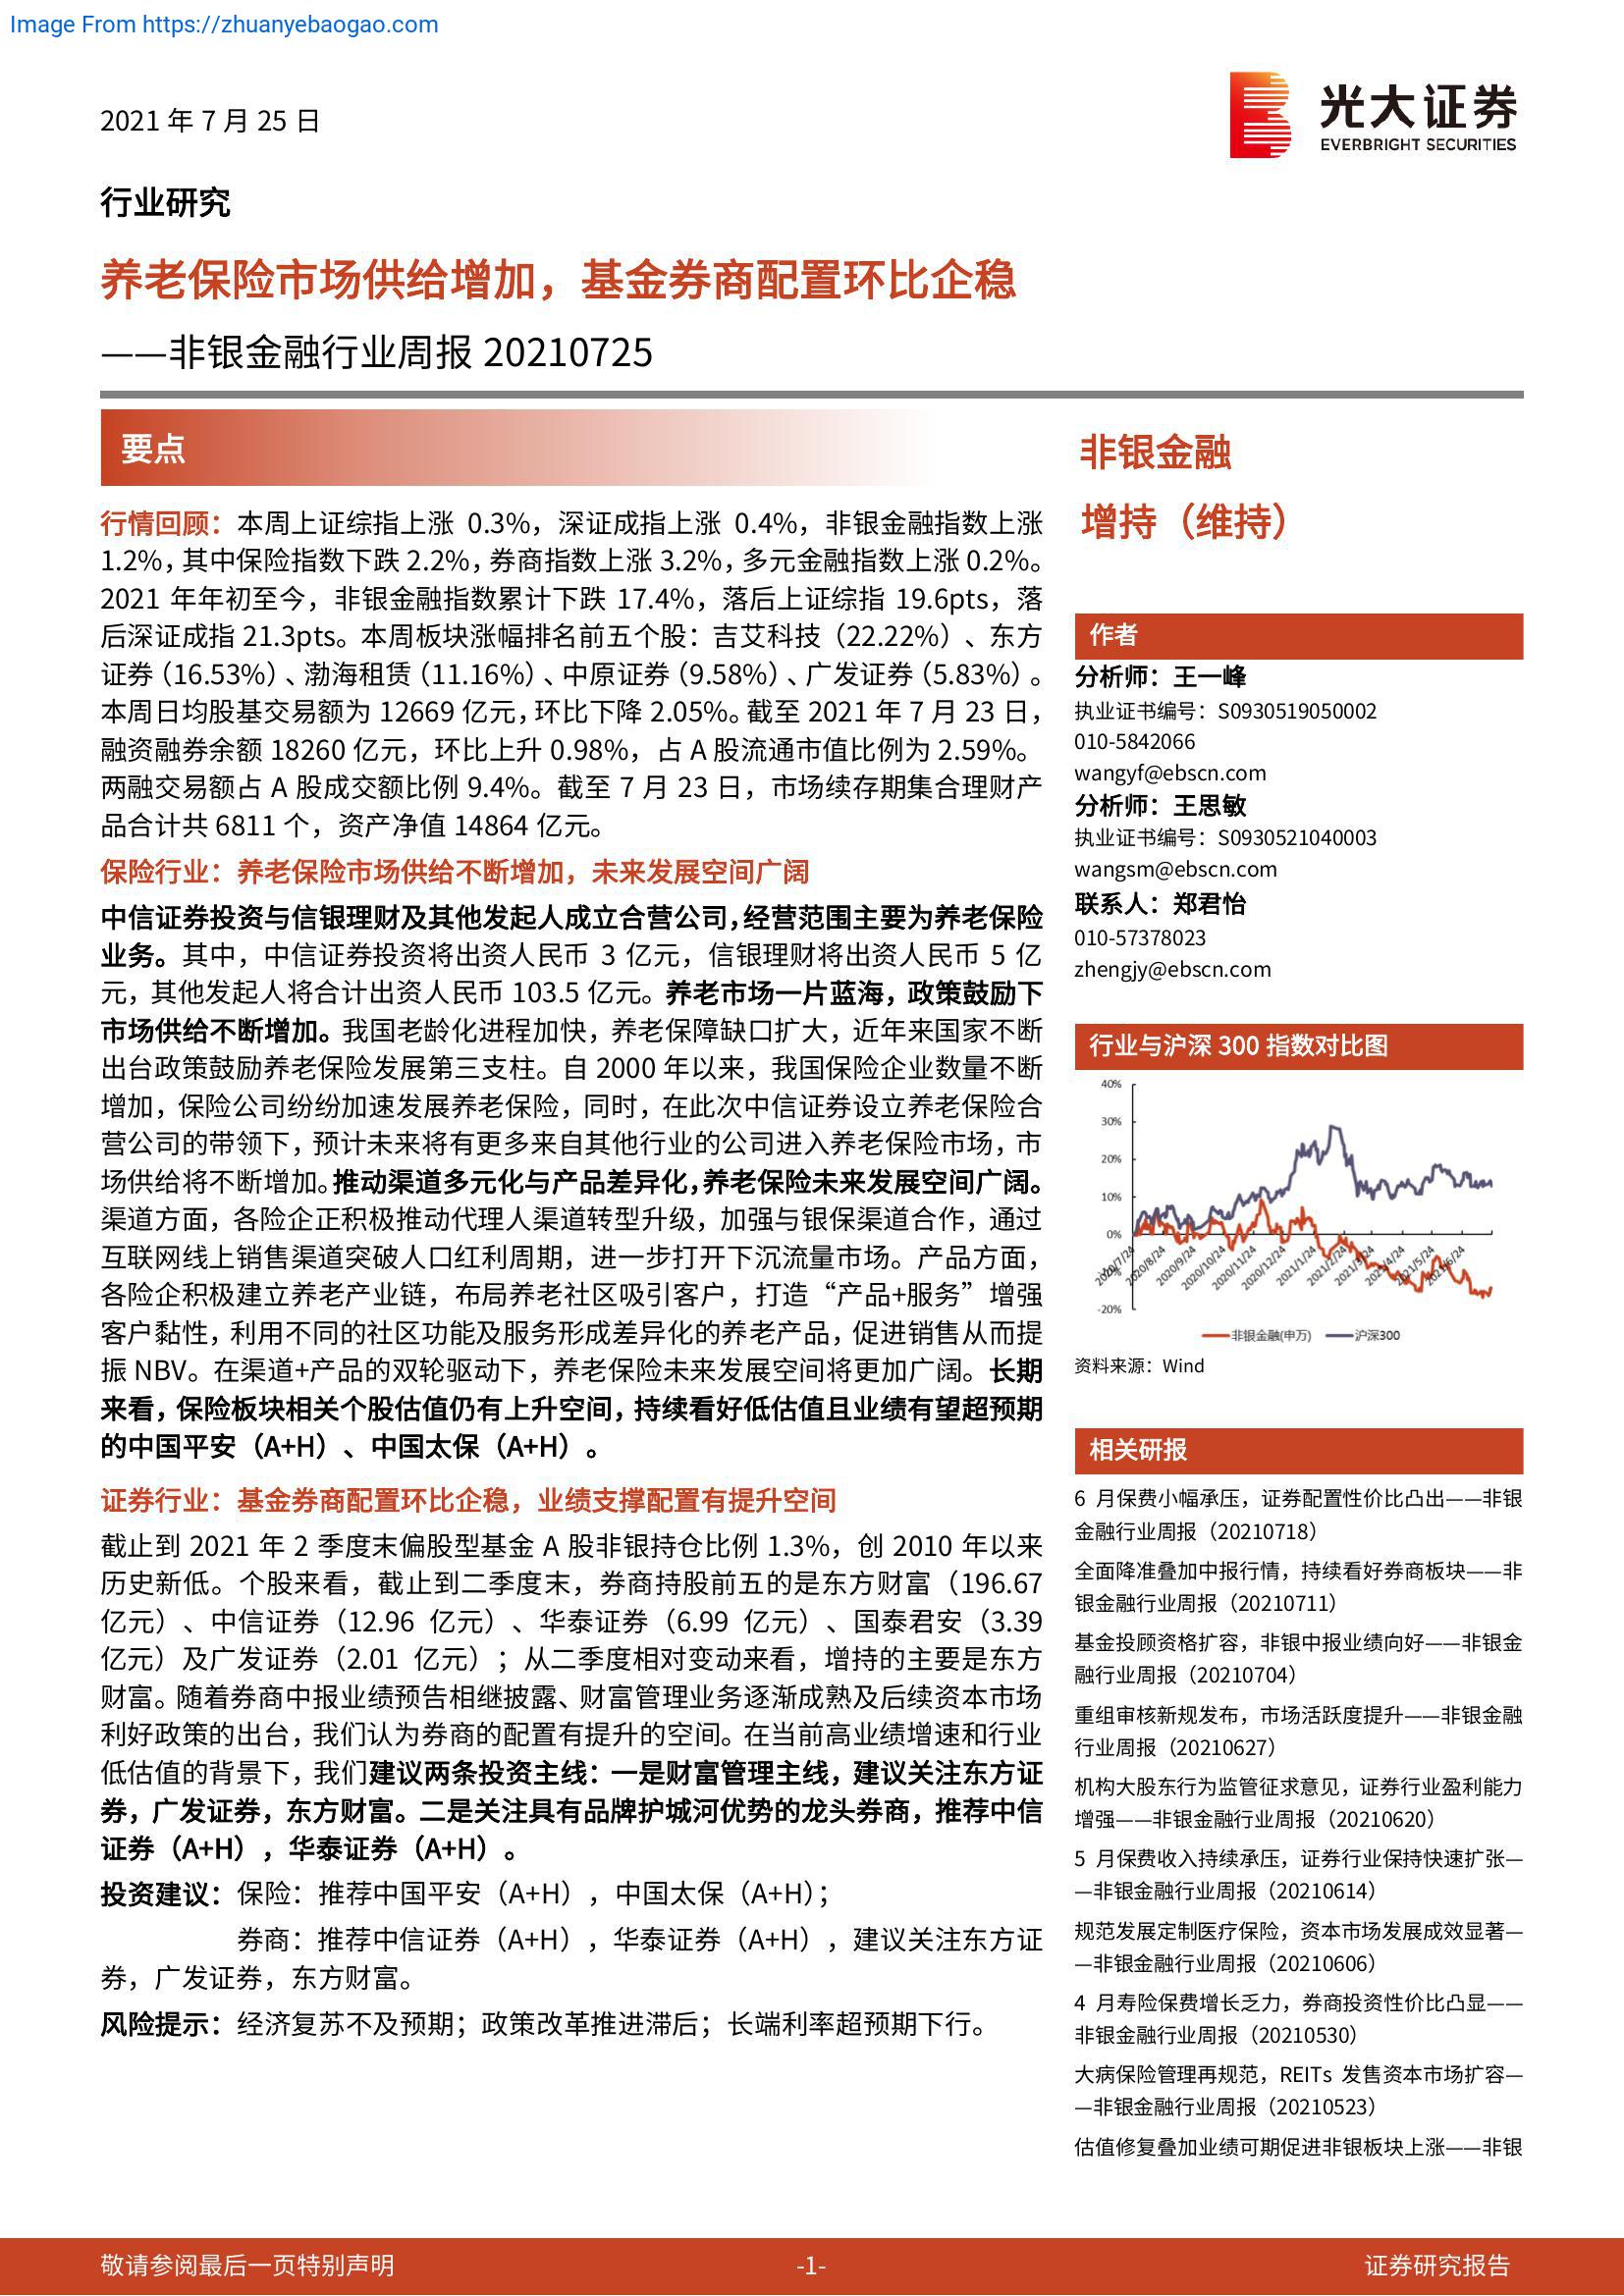 Image From https://zhuanyebaogao.com
2021 年 7 月 25 日
光大证券
EVERBRIGHT SECURITIES
行业研究
养老保险市场供给增加，基金券商配置环比企稳
——非银金融行业周报 20210725
要点
行情回顾：本周上证综指上涨 0.3%，深证成指上涨 0.4%，非银金融指数上涨
1.2%，其中保险指数下跌 2.2%，券商指数上涨 3.2%，多元金融指数上涨 0.2%。
2021 年年初至今，非银金融指数累计下跌 17.4%，落后上证综指 19.6pts，落
后深证成指 21.3pts。本周板块涨幅排名前五个股：吉艾科技（22.22%）、东方
证券（16.53%）、渤海租赁（11.16%）、中原证券（9.58%）、广发证券（5.83%）。
本周日均股基交易额为 12669 亿元，环比下降 2.05%。截至 2021 年 7 月 23 日，
融资融券余额 18260 亿元，环比上升 0.98%，占 A 股流通市值比例为 2.59%。
两融交易额占 A 股成交额比例 9.4%。截至 7 月 23 日，市场续存期集合理财产
品合计共 6811 个，资产净值 14864 亿元。
保险行业：养老保险市场供给不断增加，未来发展空间广阔
中信证券投资与信银理财及其他发起人成立合营公司，经营范围主要为养老保险
业务。其中，中信证券投资将出资人民币 3 亿元，信银理财将出资人民币 5 亿
元，其他发起人将合计出资人民币 103.5 亿元。养老市场一片蓝海，政策鼓励下
市场供给不断增加。我国老龄化进程加快，养老保障缺口扩大，近年来国家不断
出台政策鼓励养老保险发展第三支柱。自 2000 年以来，我国保险企业数量不断
增加，保险公司纷纷加速发展养老保险，同时，在此次中信证券设立养老保险合
营公司的带领下，预计未来将有更多来自其他行业的公司进入养老保险市场，市
场供给将不断增加。推动渠道多元化与产品差异化，养老保险未来发展空间广阔。
渠道方面，各险企正积极推动代理人渠道转型升级，加强与银保渠道合作，通过
互联网线上销售渠道突破人口红利周期，进一步打开下沉流量市场。产品方面，
各险企积极建立养老产业链，布局养老社区吸引客户，打造“产品+服务”增强
客户黏性，利用不同的社区功能及服务形成差异化的养老产品，促进销售从而提
振 NBV。在渠道+产品的双轮驱动下，养老保险未来发展空间将更加广阔。长期
来看，保险板块相关个股估值仍有上升空间，持续看好低估值且业绩有望超预期
的中国平安（A+H）、中国太保（A+H）。
证券行业：基金券商配置环比企稳，业绩支撑配置有提升空间
截止到 2021 年 2 季度末偏股型基金 A 股非银持仓比例 1.3%，创 2010 年以来
历史新低。个股来看，截止到二季度末，券商持股前五的是东方财富（196.67
亿元）、中信证券（12.96 亿元）、华泰证券（6.99 亿元）、国泰君安（3.39
亿元）及广发证券（2.01 亿元）；从二季度相对变动来看，增持的主要是东方
财富。随着券商中报业绩预告相继披露、财富管理业务逐渐成熟及后续资本市场
利好政策的出台，我们认为券商的配置有提升的空间。在当前高业绩增速和行业
低估值的背景下，我们建议两条投资主线：一是财富管理主线，建议关注东方证
券，广发证券，东方财富。二是关注具有品牌护城河优势的龙头券商，推荐中信
证券（A+H），华泰证券（A+H）。
投资建议：保险：推荐中国平安（A+H），中国太保（A+H）；
券商：推荐中信证券（A+H），华泰证券（A+H），建议关注东方证
券，广发证券，东方财富。
风险提示：经济复苏不及预期；政策改革推进滞后；长端利率超预期下行。
非银金融
增持（维持）
作者
分析师：王一峰
执业证书编号：S0930519050002
010-5842066
wangyf@ebscn.com
分析师：王思敏
执业证书编号：S0930521040003
wangsm@ebscn.com
联系人：郑君怡
010-57378023
zhengjy@ebscn.com
行业与沪深 300 指数对比图
40%
30%
20%
10%
0%
-20%
2020/7/24
2020/8/24
2020/9/24
2020/10/24
2020/11/24
2020/12/24
2021/1/24
2021/2/24
2021/3/24
2021/4/24
2021/5/24
2021/6/24
非银金融(申万)
沪深300
资料来源：Wind
相关研报
6 月保费小幅承压，证券配置性价比凸出——非银
金融行业周报（20210718）
全面降准叠加中报行情，持续看好券商板块——非
银金融行业周报（20210711）
基金投顾资格扩容，非银中报业绩向好——非银金
融行业周报（20210704）
重组审核新规发布，市场活跃度提升——非银金融
行业周报（20210627）
机构大股东行为监管征求意见，证券行业盈利能力
增强——非银金融行业周报（20210620）
5 月保费收入持续承压，证券行业保持快速扩张—
—非银金融行业周报（20210614）
规范发展定制医疗保险，资本市场发展成效显著—
—非银金融行业周报（20210606）
4 月寿险保费增长乏力，券商投资性价比凸显——
非银金融行业周报（20210530）
大病保险管理再规范，REITs 发售资本市场扩容—
—非银金融行业周报（20210523）
估值修复叠加业绩可期促进非银板块上涨——非银
敬请参阅最后一页特别声明
-1-
证券研究报告